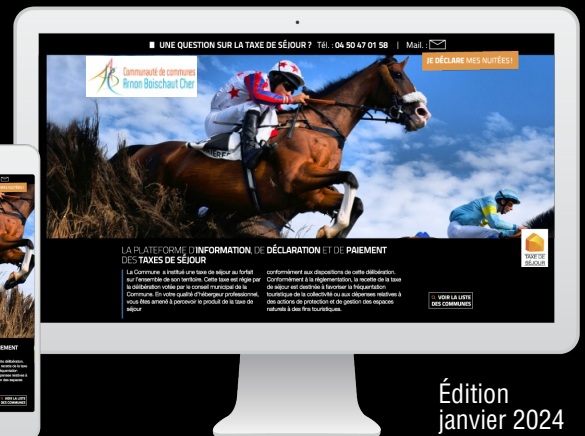 UNE QUESTION SUR LA TAXE DE SÉJOUR ? Tél. : 04 50 47 01 58 | Mail. :
JE DÉCLARE MES NUITÉES !
Communauté de communes
Arnon Boischaut Cher
LA PLATEFORME D'INFORMATION, DE DÉCLARATION ET DE PAIEMENT
DES TAXES DE SÉJOUR
La Commune a institué une taxe de séjour au forfait
sur l'ensemble de son territoire. Cette taxe est régie par
la délibération votée par le conseil municipal de la
Commune. En votre qualité d'hébergeur professionnel,
vous êtes amené à percevoir le produit de la taxe de
séjour
conformément aux dispositions de cette délibération.
Conformément à la réglementation, la recette de la taxe
de séjour est destinée à favoriser la fréquentation
touristique de la collectivité ou aux dépenses relatives à
des actions de protection et de gestion des espaces
naturels à des fins touristiques.
TAXE DE
SÉJOUR
VOIR LA LISTE
DES COMMUNES
Édition
janvier 2024